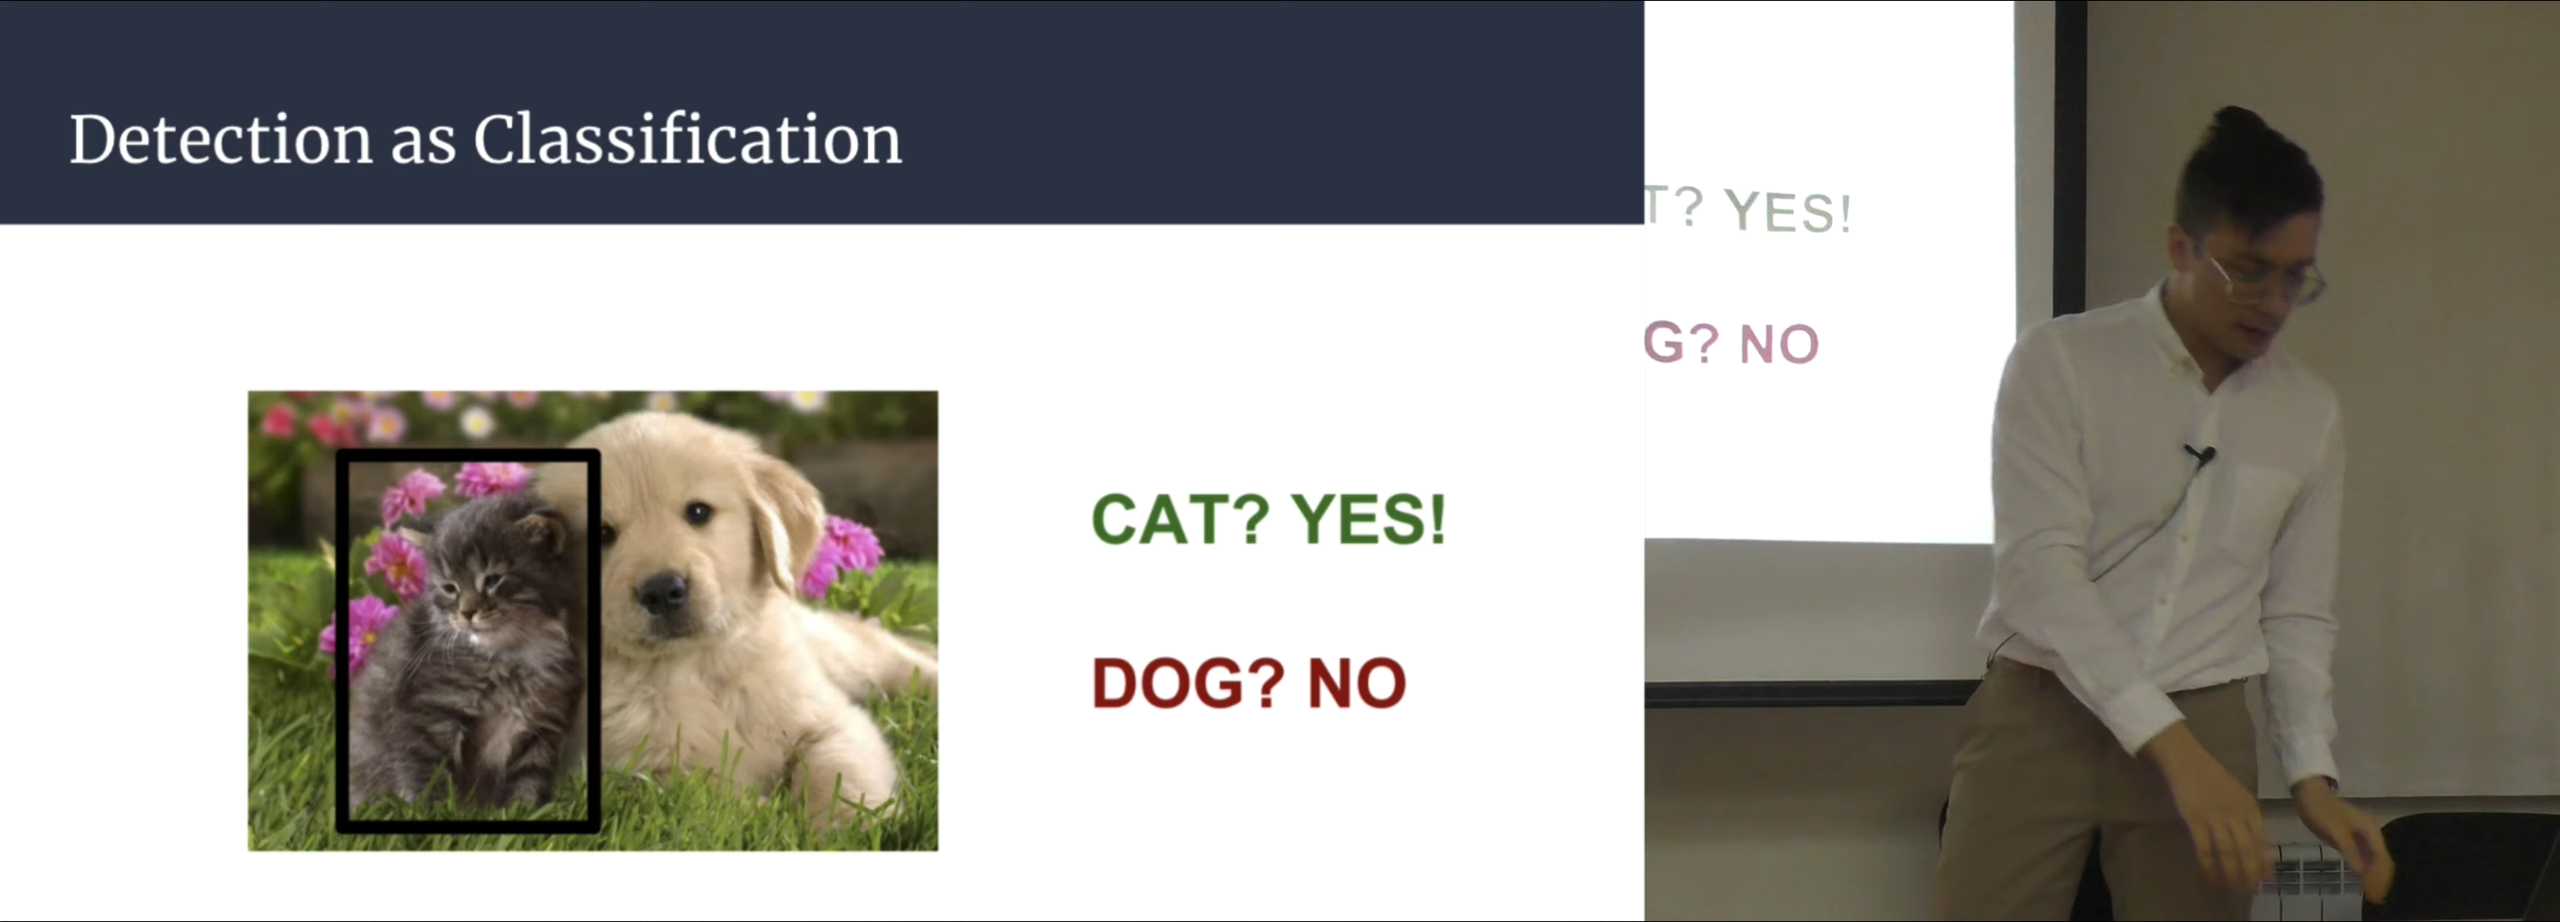 Detection as Classification
CAT? YES!
DOG? NO
T? YES!
G? NO